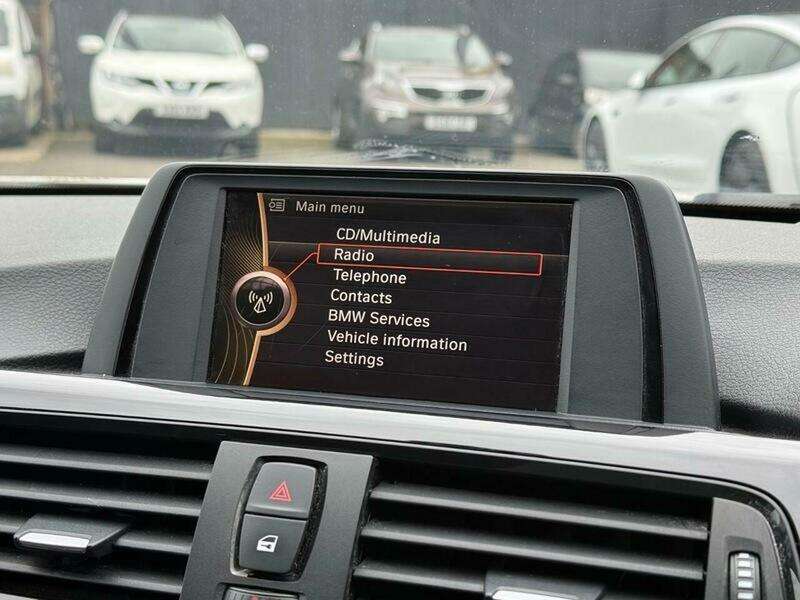 Main menu
CD/Multimedia
Radio
Telephone
Contacts
BMW Services
Vehicle information
Settings